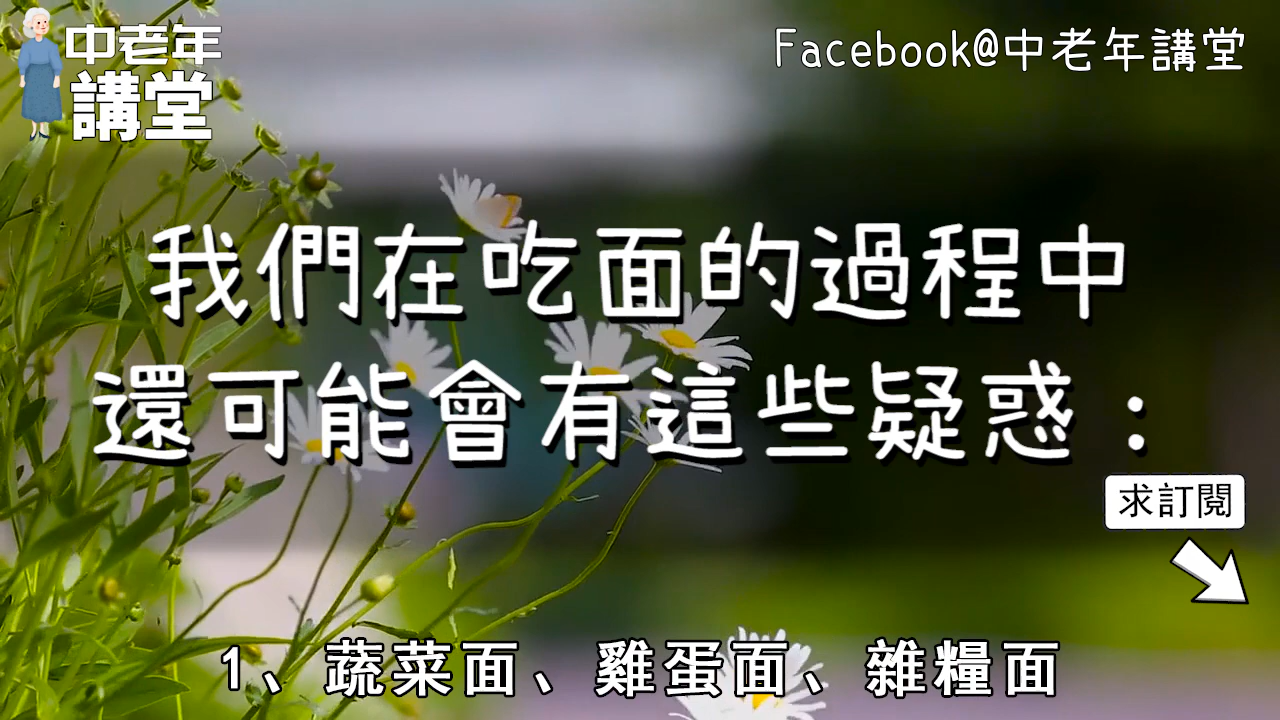 中老年
講堂
Facebook@中老年講堂
我們在吃面的過程中
還可能會有這些疑惑：
求訂閱
1、蔬菜面、雞蛋面、雜糧面